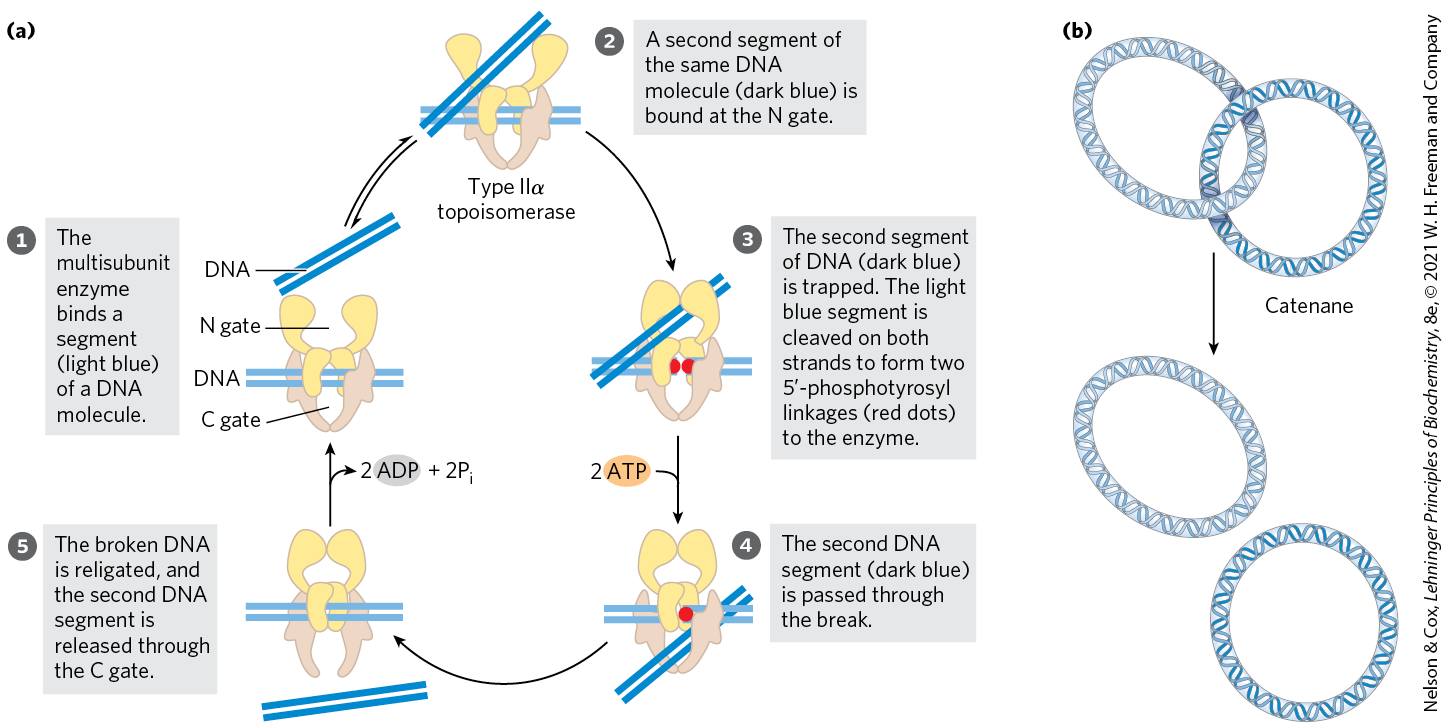 (a)
2
A second segment of
the same DNA
molecule (dark blue) is
bound at the N gate.
Type IIα
topoisomerase
1
The
multisubunit
enzyme
binds a
segment
(light blue)
of a DNA
molecule.
DNA
N gate
DNA
C gate
3
The second segment
of DNA (dark blue)
is trapped. The light
blue segment is
cleaved on both
strands to form two
5′-phosphotyrosyl
linkages (red dots)
to the enzyme.
2 ADP + 2Pi
2 ATP
5
The broken DNA
is religated, and
the second DNA
segment is
released through
the C gate.
4
The second DNA
segment (dark blue)
is passed through
the break.
(b)
Catenane
Nelson & Cox, Lehninger Principles of Biochemistry, 8e, © 2021 W. H. Freeman and Company